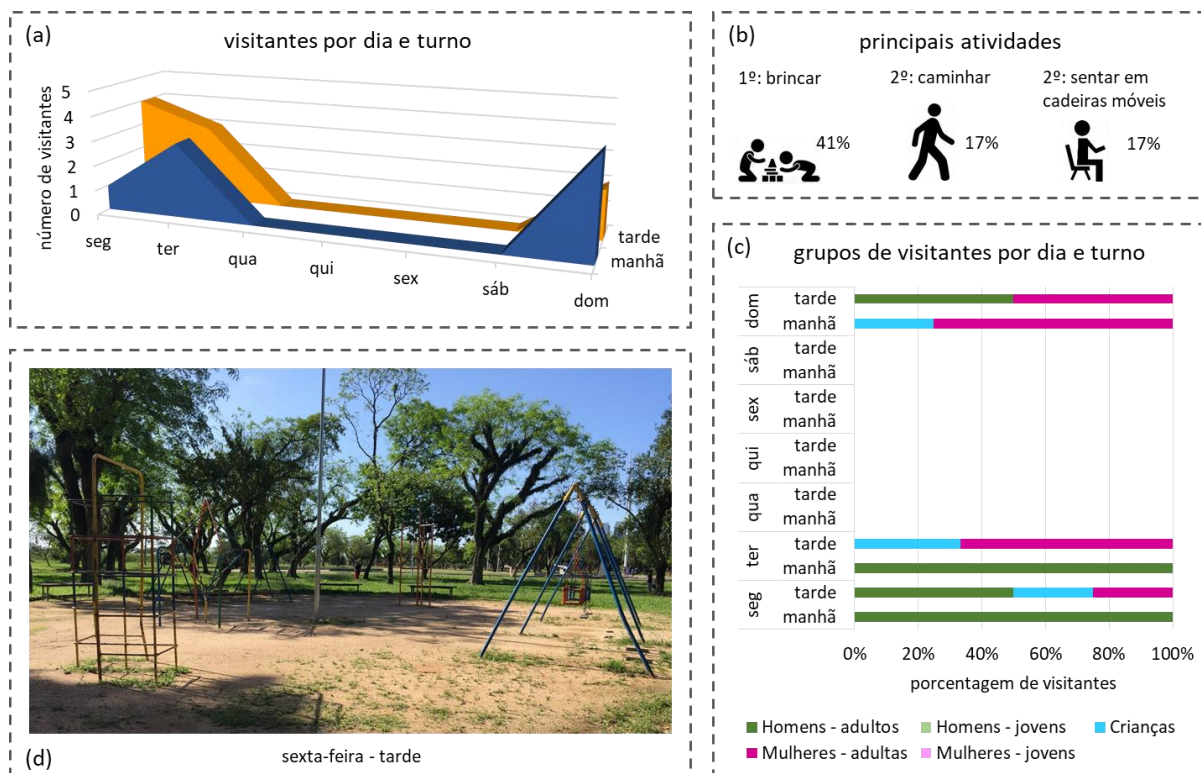 (a)
visitantes por dia e turno
número de visitantes
5
4
3
2
1
0
seg
ter
qua
qui
sex
sáb
dom
tarde
manhã
(b)
principais atividades
1º: brincar
41%
2º: caminhar
17%
2º: sentar em
cadeiras móveis
17%
(c)
grupos de visitantes por dia e turno
dom
tarde
manhã
sáb
tarde
manhã
sex
tarde
manhã
qui
tarde
manhã
qua
tarde
manhã
ter
tarde
manhã
seg
tarde
manhã
0% 20% 40% 60% 80% 100%
porcentagem de visitantes
Homens - adultos Homens - jovens Crianças
Mulheres - adultas Mulheres - jovens
(d)
sexta-feira - tarde